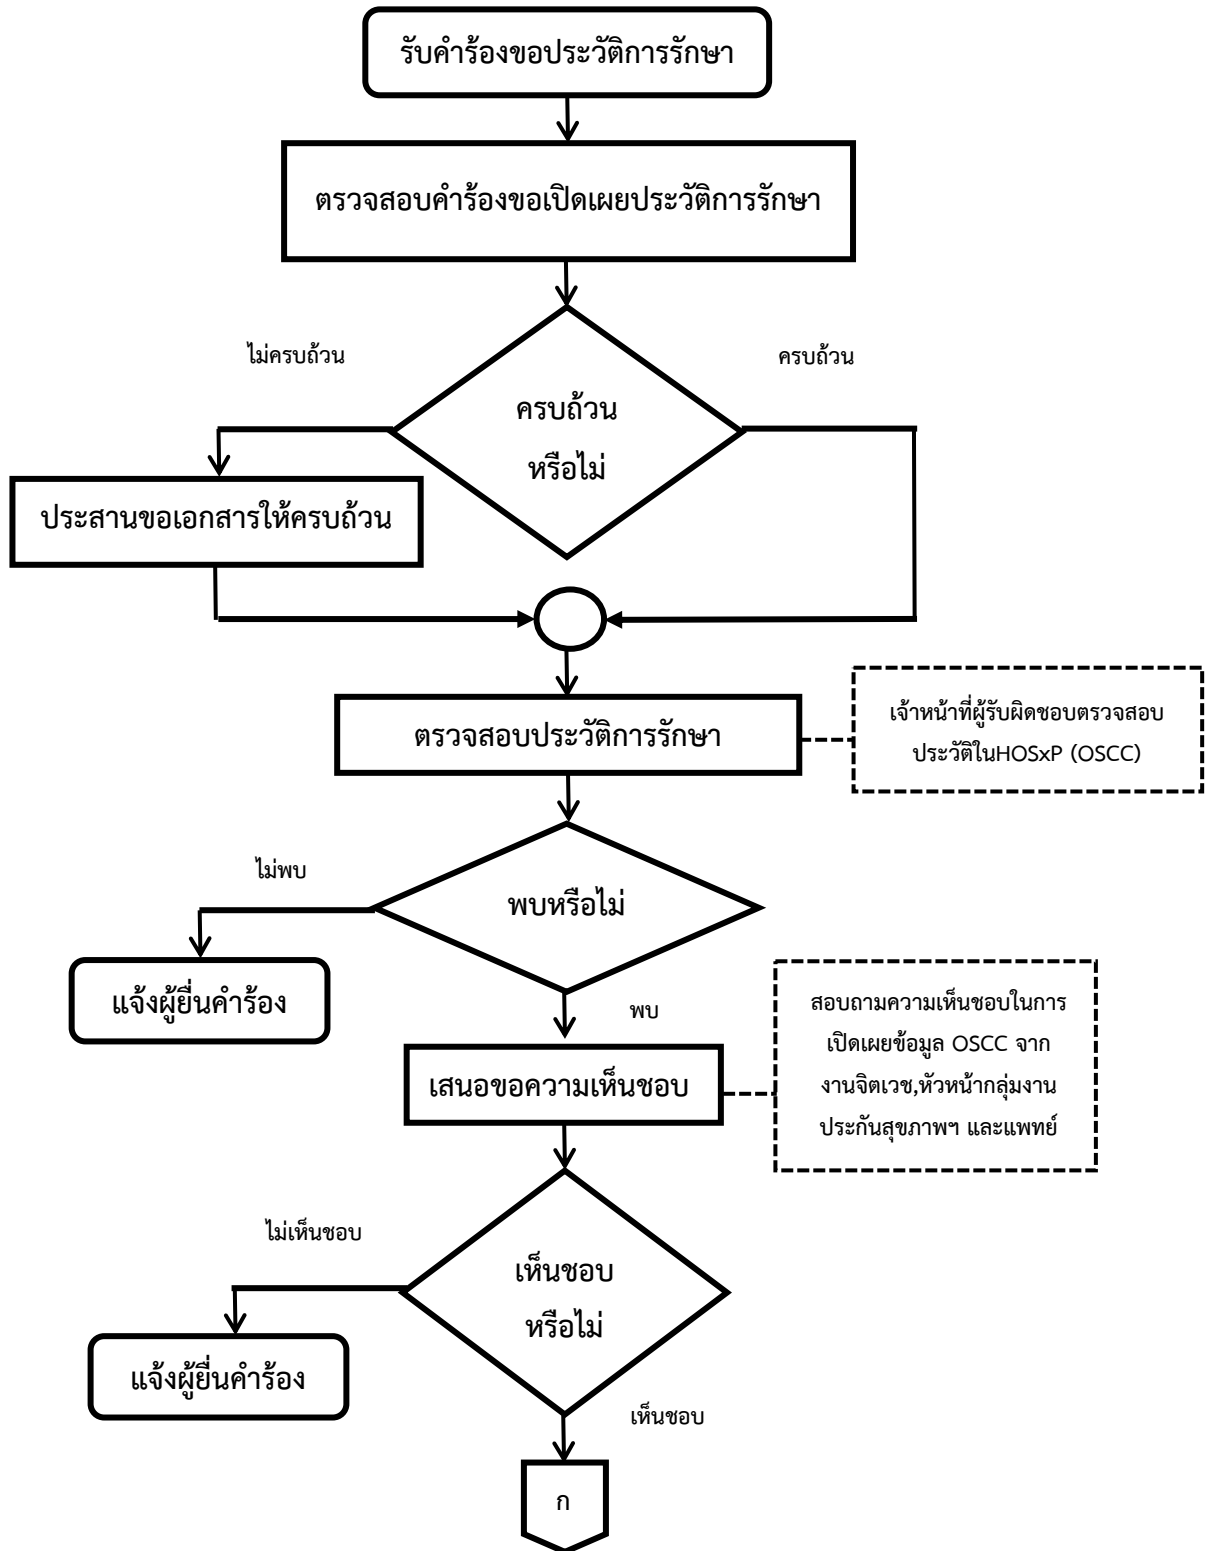 รับคำร้องขอประวัติการรักษา
ตรวจสอบคำร้องขอเปิดเผยประวัติการรักษา
ไม่ครบถ้วน
ครบถ้วน
ครบถ้วน
หรือไม่
ประสานขอเอกสารให้ครบถ้วน
ตรวจสอบประวัติการรักษา
เจ้าหน้าที่ผู้รับผิดชอบตรวจสอบ
ประวัติในHOSxP (OSCC)
ไม่พบ
พบหรือไม่
แจ้งผู้ยื่นคำร้อง
พบ
เสนอขอความเห็นชอบ
สอบถามความเห็นชอบในการ
เปิดเผยข้อมูล OSCC จาก
งานจิตเวช,หัวหน้ากลุ่มงาน
ประกันสุขภาพฯ และแพทย์
ไม่เห็นชอบ
เห็นชอบ
หรือไม่
แจ้งผู้ยื่นคำร้อง
เห็นชอบ
ก